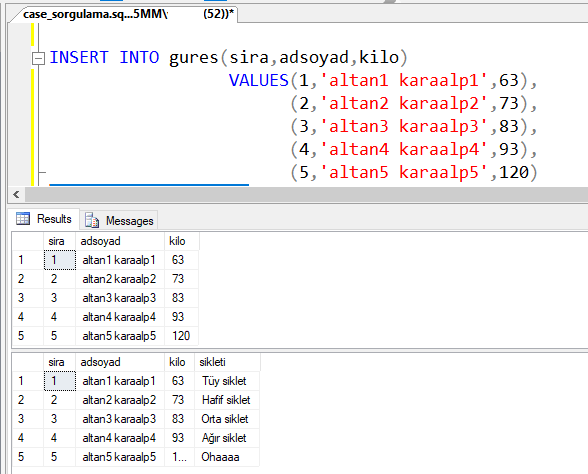 case_sorgulama.sq...5MM\ (52))*
INSERT INTO gures(sira,adsoyad,kilo)
VALUES(1,'altan1 karaalp1',63),
(2,'altan2 karaalp2',73),
(3,'altan3 karaalp3',83),
(4,'altan4 karaalp4',93),
(5,'altan5 karaalp5',120)
Results Messages
sira adsoyad kilo
1 1 altan1 karaalp1 63
2 2 altan2 karaalp2 73
3 3 altan3 karaalp3 83
4 4 altan4 karaalp4 93
5 5 altan5 karaalp5 120
sira adsoyad kilo sikleti
1 1 altan1 karaalp1 63 Tüy siklet
2 2 altan2 karaalp2 73 Hafif siklet
3 3 altan3 karaalp3 83 Orta siklet
4 4 altan4 karaalp4 93 Ağır siklet
5 5 altan5 karaalp5 1... Ohaaaa